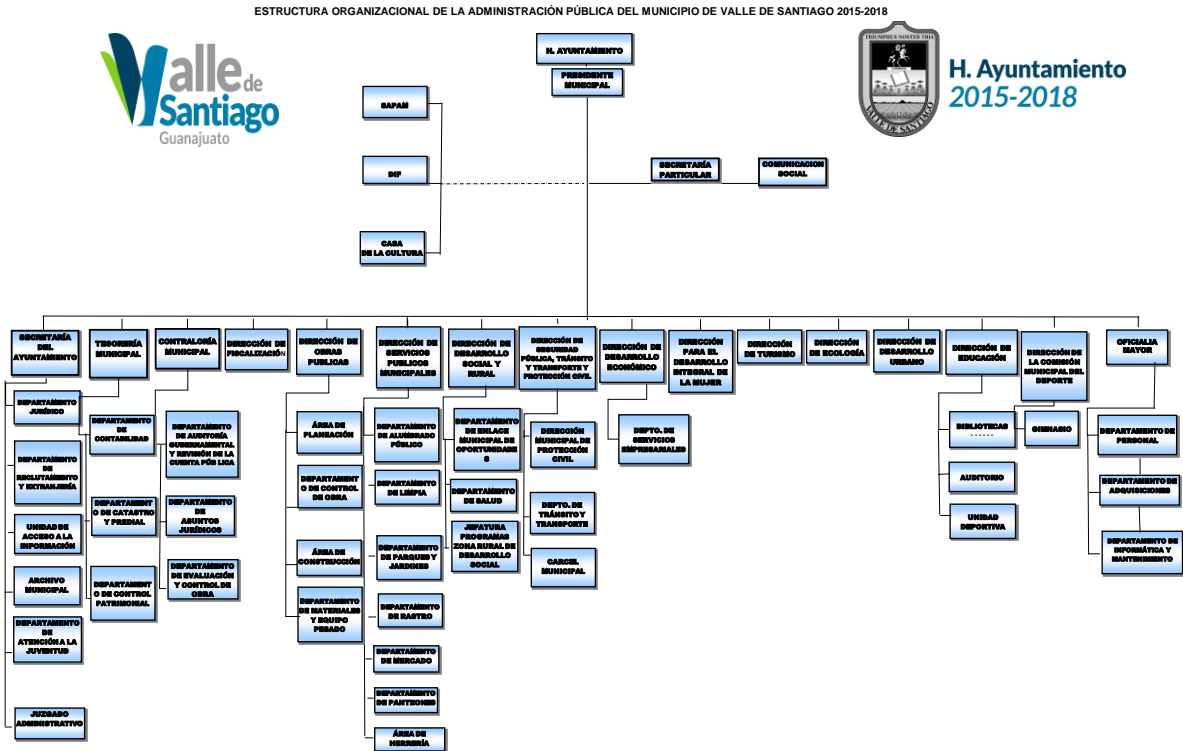 ESTRUCTURA ORGANIZACIONAL DE LA ADMINISTRACIÓN PÚBLICA DEL MUNICIPIO DE VALLE DE SANTIAGO 2015-2018
Valle de
Santiago
Guanajuato
H. AYUNTAMIENTO
PRESIDENTE
MUNICIPAL
TRIUMPHUS NOSTER TRIA
VALLE DE SANTIAGO
H. Ayuntamiento
2015-2018
SAPAM
DIF
CASA
DE LA CULTURA
SECRETARÍA
PARTICULAR
COMUNICACION
SOCIAL
SECRETARÍA
DEL
AYUNTAMIENTO
TESORERÍA
MUNICIPAL
CONTRALORÍA
MUNICIPAL
DIRECCIÓN DE
FISCALIZACIÓN
DIRECCIÓN DE
OBRAS
PUBLICAS
DIRECCIÓN DE
SERVICIOS
PUBLICOS
MUNICIPALES
DIRECCIÓN DE
DESARROLLO
SOCIAL Y
RURAL
DIRECCIÓN DE
SEGURIDAD
PÚBLICA, TRÁNSITO
Y TRANSPORTE Y
PROTECCIÓN CIVIL
DIRECCIÓN DE
DESARROLLO
ECONÓMICO
DIRECCIÓN
PARA EL
DESARROLLO
INTEGRAL DE
LA MUJER
DIRECCIÓN
DE TURISMO
DIRECCIÓN
DE ECOLOGÍA
DIRECCIÓN DE
DESARROLLO
URBANO
DIRECCIÓN DE
EDUCACIÓN
DIRECCIÓN DE
LA COMISIÓN
MUNICIPAL DEL
DEPORTE
OFICIALIA
MAYOR
DEPARTAMENTO
JURÍDICO
DEPARTAMENTO
DE
RECLUTAMIENTO
Y EXTRANJERÍA
UNIDAD DE
ACCESO A LA
INFORMACIÓN
ARCHIVO
MUNICIPAL
DEPARTAMENTO
DE
ATENCIÓN A LA
JUVENTUD
JUZGADO
ADMINISTRATIVO
DEPARTAMENTO
DE
CONTABILIDAD
DEPARTAMENT
O DE CATASTRO
Y PREDIAL
DEPARTAMENT
O DE CONTROL
PATRIMONIAL
DEPARTAMENTO
DE AUDITORÍA
GUBERNAMENTAL
Y REVISIÓN DE LA
CUENTA PÚBLICA
DEPARTAMENTO
DE
ASUNTOS
JURÍDICOS
DEPARTAMENTO
DE EVALUACIÓN
Y CONTROL DE
OBRA
ÁREA DE
PLANEACIÓN
DEPARTAMENT
O DE CONTROL
DE OBRA
ÁREA DE
CONSTRUCCIÓN
DEPARTAMENTO
DE MATERIALES
Y EQUIPO
PESADO
DEPARTAMENTO
DE ALUMBRADO
PÚBLICO
DEPARTAMENTO
DE LIMPIA
DEPARTAMENTO
DE PARQUES Y
JARDINES
DEPARTAMENTO
DE RASTRO
DEPARTAMENTO
DE MERCADO
DEPARTAMENTO
DE PANTEONES
ÁREA DE
HERRERÍA
DEPARTAMENTO
DE ENLACE
MUNICIPAL DE
OPORTUNIDADE
S
DEPARTAMENTO
DE SALUD
JEFATURA
PROGRAMAS
ZONA RURAL DE
DESARROLLO
SOCIAL
DIRECCIÓN
MUNICIPAL DE
PROTECCIÓN
CIVIL
DEPTO. DE
TRÁNSITO Y
TRANSPORTE
CARCEL
MUNICIPAL
DEPTO. DE
SERVICIOS
EMPRESARIALES
BIBLIOTECAS
------
AUDITORIO
UNIDAD
DEPORTIVA
GIMNASIO
DEPARTAMENTO DE
PERSONAL
DEPARTAMENTO DE
ADQUISICIONES
DEPARTAMENTO DE
INFORMÁTICA Y
MANTENIMIENTO